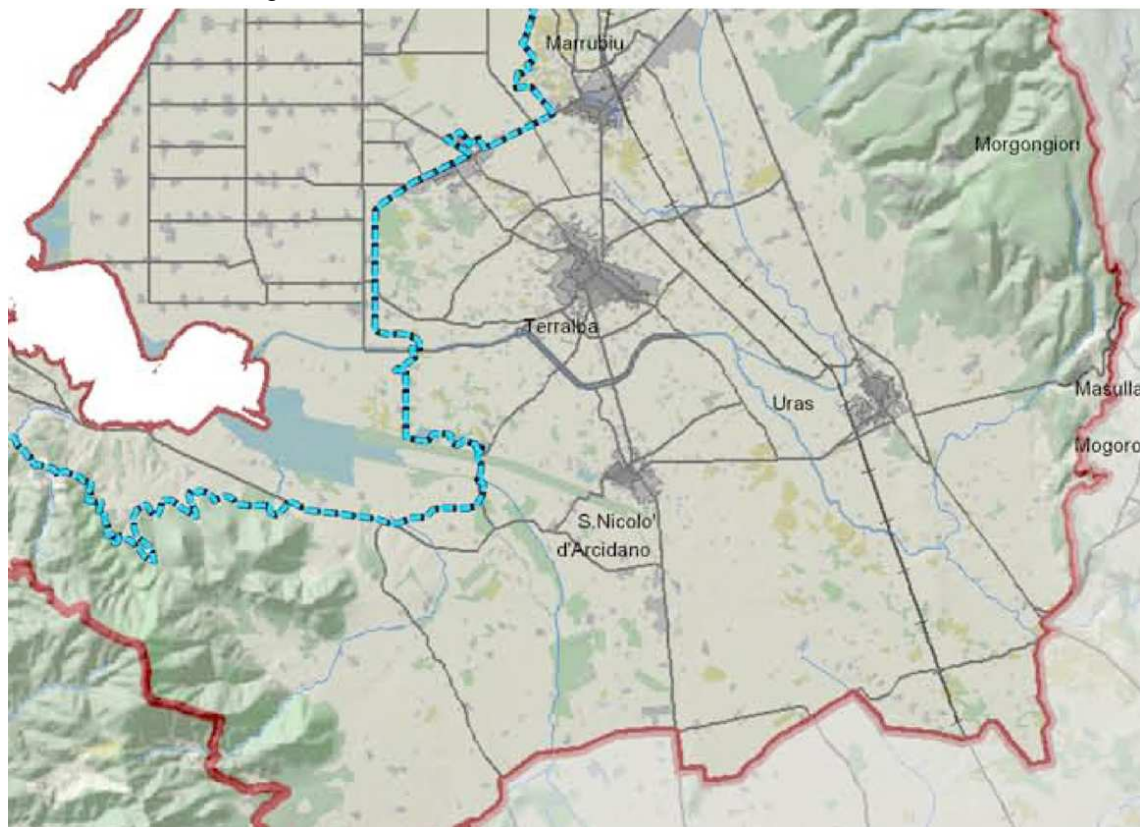 Marrubiu
Morgongiori
Terralba
Masulla
Uras
Mogoro
S.Nicolo'
d'Arcidano